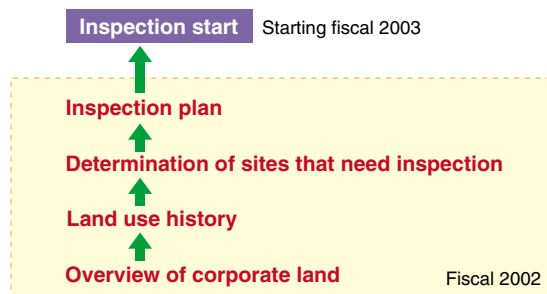 Inspection start Starting fiscal 2003
Inspection plan
Determination of sites that need inspection
Land use history
Overview of corporate land Fiscal 2002